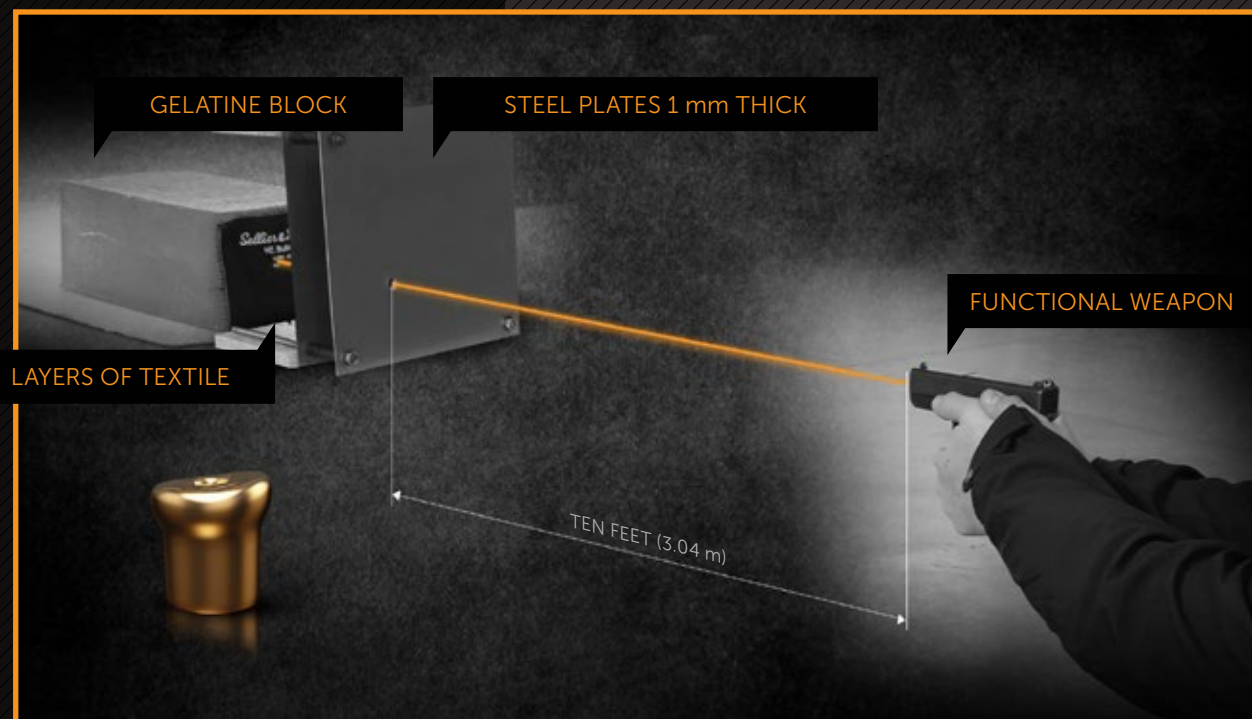 GELATINE BLOCK
STEEL PLATES 1 mm THICK
FUNCTIONAL WEAPON
LAYERS OF TEXTILE
TEN FEET (3.04 m)